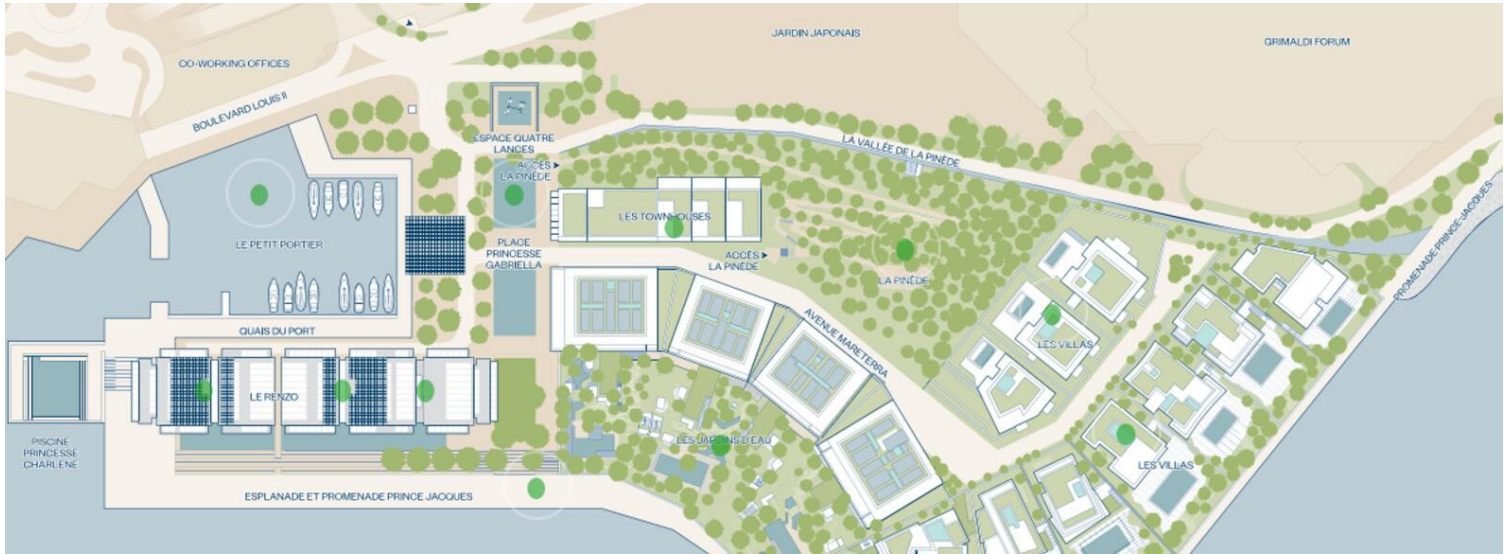 JARDIN JAPONAIS
GRIMALDI FORUM
CO-WORKING OFFICES
BOULEVARD LOUIS II
ESPACE QUATRE
LANCES
LA VALLÉE DE LA PINÈDE
ACCÈS
LA PINÈDE
PROMENADE PRINCE JACQUES
LES TOWNHOUSES
LE PETIT PORTIER
PLACE
PRINCESSE
GABRIELLA
ACCÈS
LA PINÈDE
LA PINÈDE
QUAIS DU PORT
AVENUE MARETERRA
LES VILLAS
LE RENZO
PISCINE
PRINCESSE
CHARLÈNE
LES JARDINS D'EAU
LES VILLAS
ESPLANADE ET PROMENADE PRINCE JACQUES